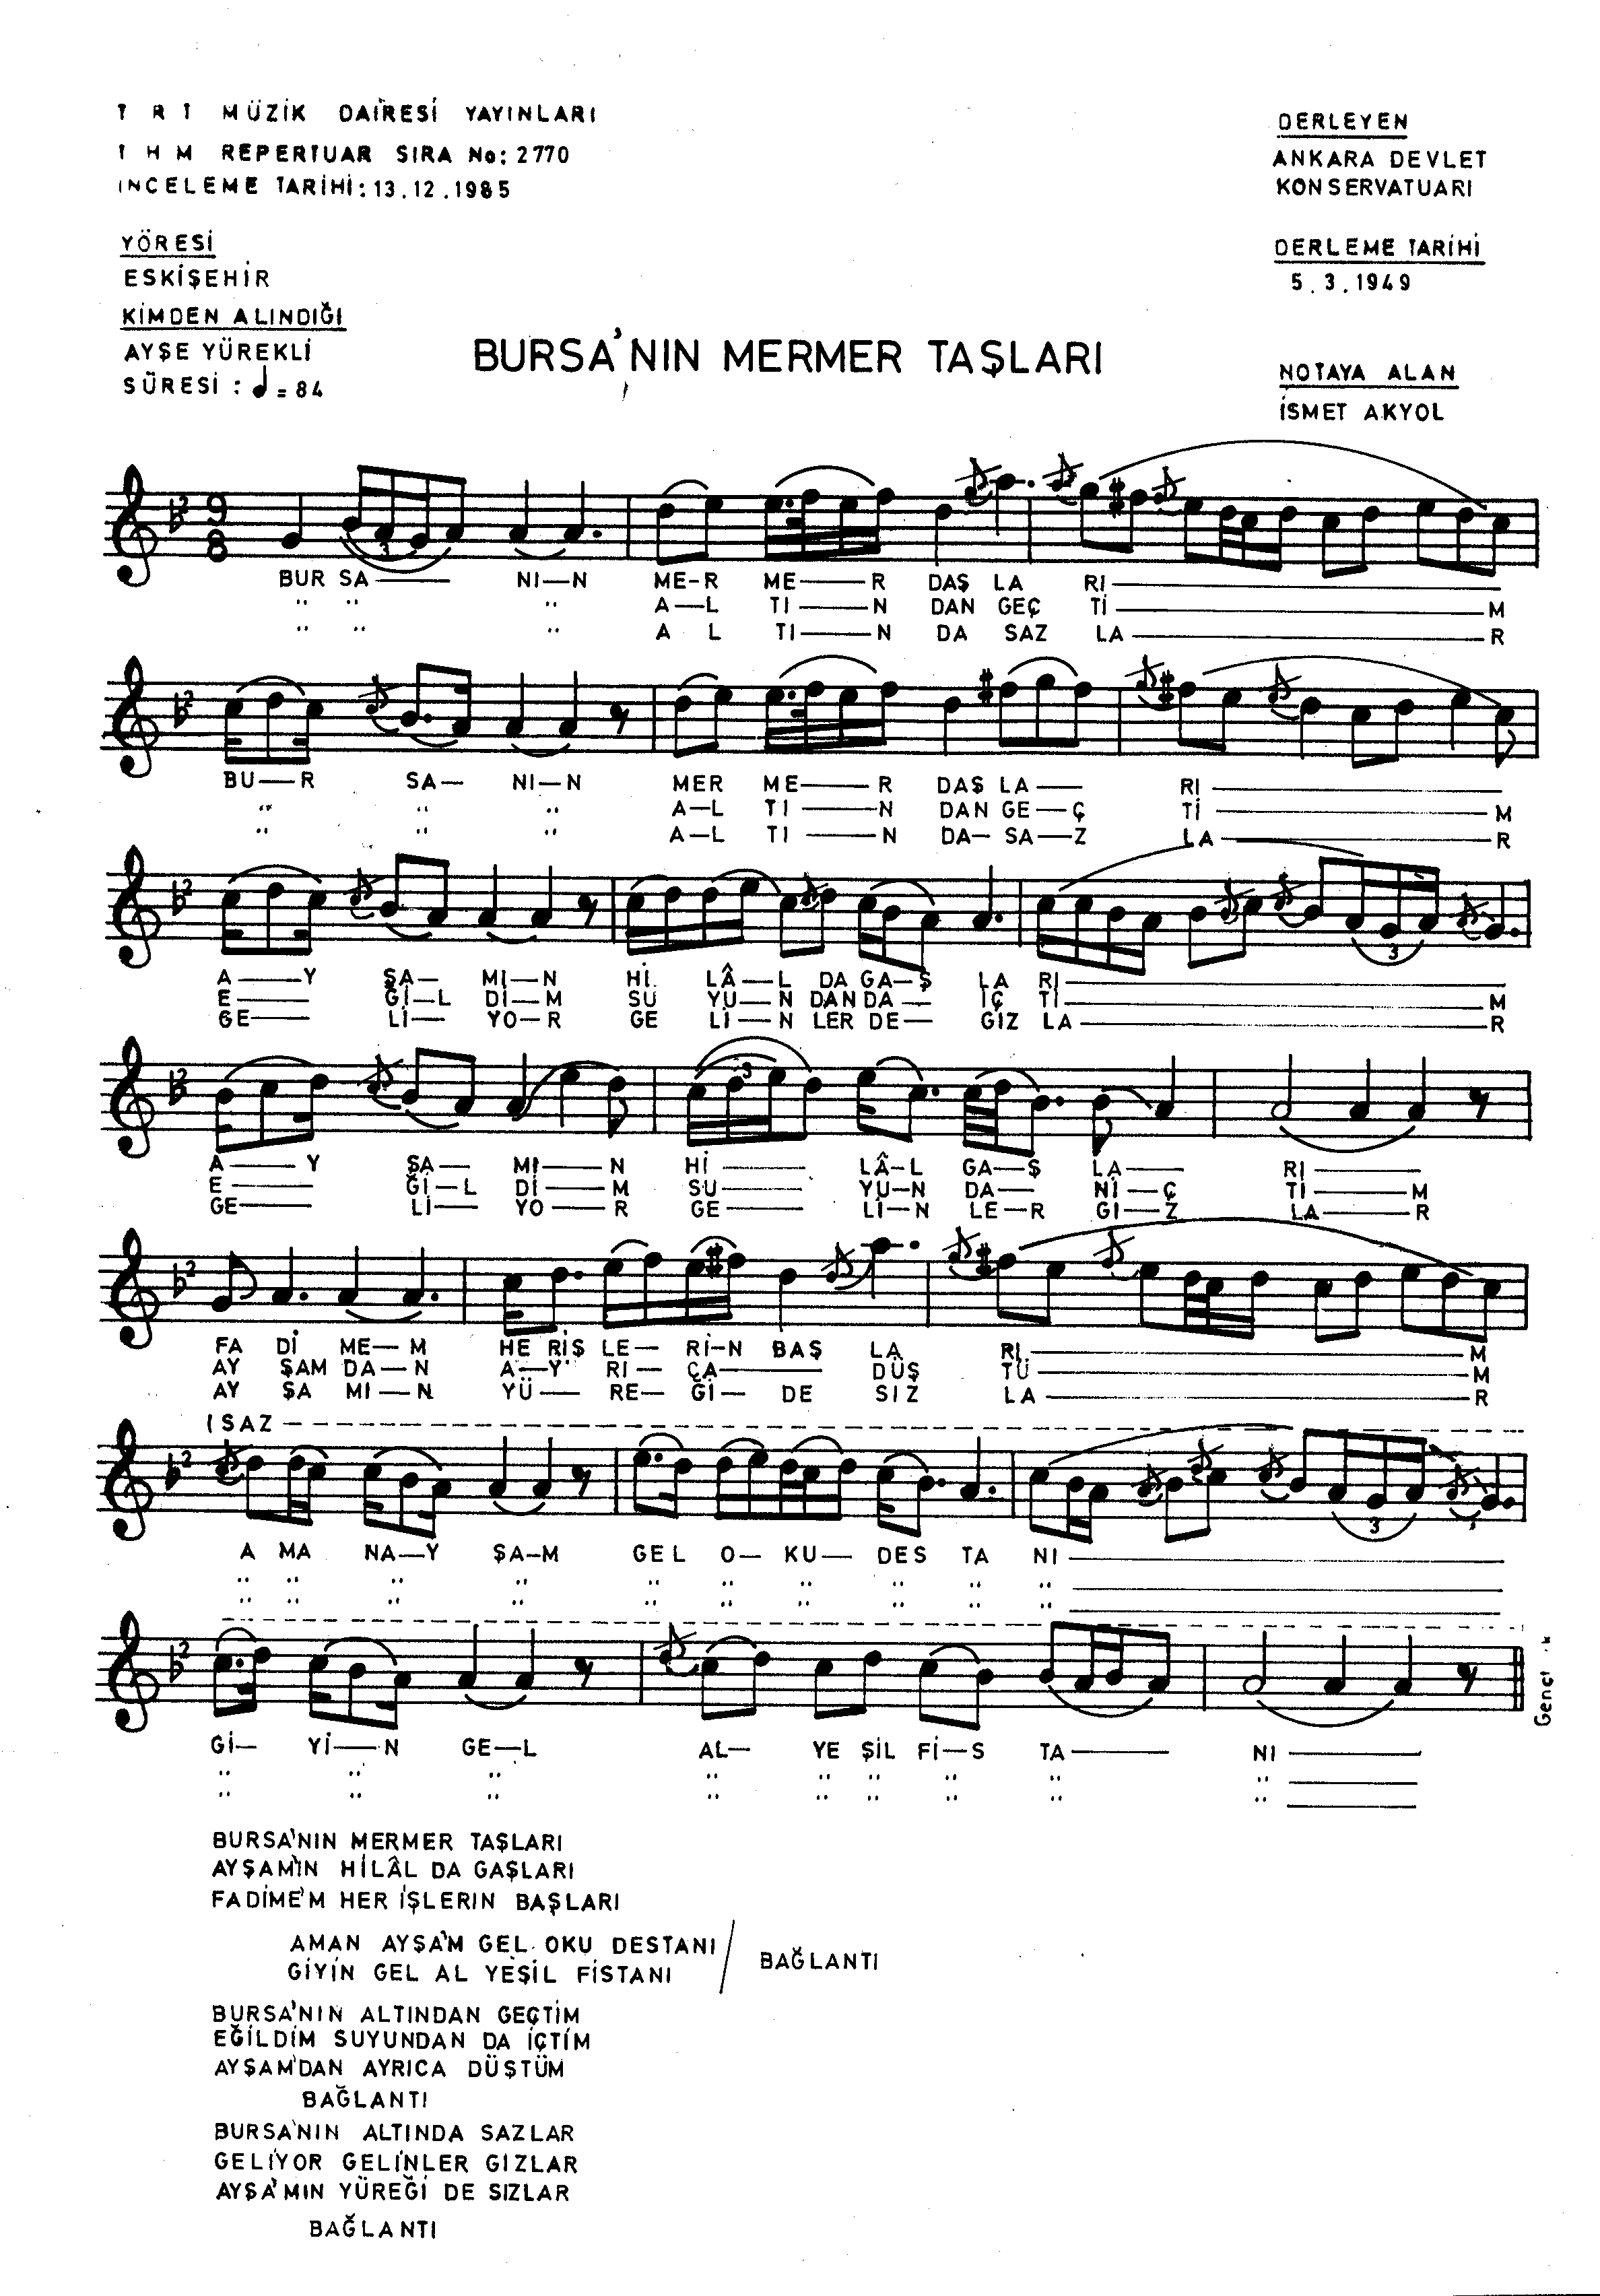 TRT MÜZİK DAİRESİ YAYINLARI
THM REPERTUAR SIRA No: 2770
İNCELEME TARİHİ: 13.12.1985
DERLEYEN
ANKARA DEVLET
KONSERVATUARI
YÖRESİ
ESKİŞEHİR
DERLEME TARİHİ
5.3.1949
KİMDEN ALINDIĞI
AYŞE YÜREKLİ
SÜRESİ : ♩ = 84
BURSA'NIN MERMER TAŞLARI
NOTAYA ALAN
İSMET AKYOL
BUR SA—— NI—N ME-R ME——R DAŞ LA RI——
" " " A—L TI——N DAN GEÇ Tİ——M
" " " A L TI——N DA SAZ LA——R
BU—R SA— NI—N MER ME——R DAŞ LA— RI——
" " " A—L TI——N DAN GE—Ç Tİ——M
" " " A—L TI——N DA- SA—Z LA——R
A——Y ŞA— MI—N Hİ LÂ—L DA GA—Ş LA RI——
E—— Ğİ—L Dİ—M SU YU—N DAN DA— İÇ Tİ——M
GE—— Lİ— YO—R GE Lİ—N LER DE— GIZ LA——R
A——Y ŞA— MI——N Hİ—— LÂ-L GA—Ş LA—— RI——
E—— Ğİ—L Dİ——M SU—— YU—N DA— Nİ—Ç Tİ——M
GE—— Lİ— YO——R GE—— Lİ—N LE—R GI—Z LA——R
FA Dİ ME—M HE RİŞ LE— Rİ-N BAŞ LA RI——M
AY ŞAM DA—N A—Y RI— ÇA—— DÜŞ TÜ——M
AY ŞA MI—N YÜ— RE— Ğİ— DE SIZ LA——R
(SAZ
3
A MA NA—Y ŞA-M GEL O— KU— DES TA NI——
" " " " " " " " " "
" " " " " " " " " "
Gİ— Yİ—N GE—L AL— YE ŞİL Fİ—S TA—— NI——
" " " " " " " " "
" " " " " " " " "
BURSA'NIN MERMER TAŞLARI
AYŞAM'IN HİLÂL DA GAŞLARI
FADİME'M HER İŞLERIN BAŞLARI
AMAN AYŞA'M GEL OKU DESTANI
GİYİN GEL AL YEŞİL FİSTANI
BAĞLANTI
BURSA'NIN ALTINDAN GEÇTİM
EĞİLDİM SUYUNDAN DA İÇTİM
AYŞAM'DAN AYRICA DÜŞTÜM
BAĞLANTI
BURSA'NIN ALTINDA SAZLAR
GELİYOR GELİNLER GIZLAR
AYŞA'MIN YÜREĞİ DE SIZLAR
BAĞLANTI